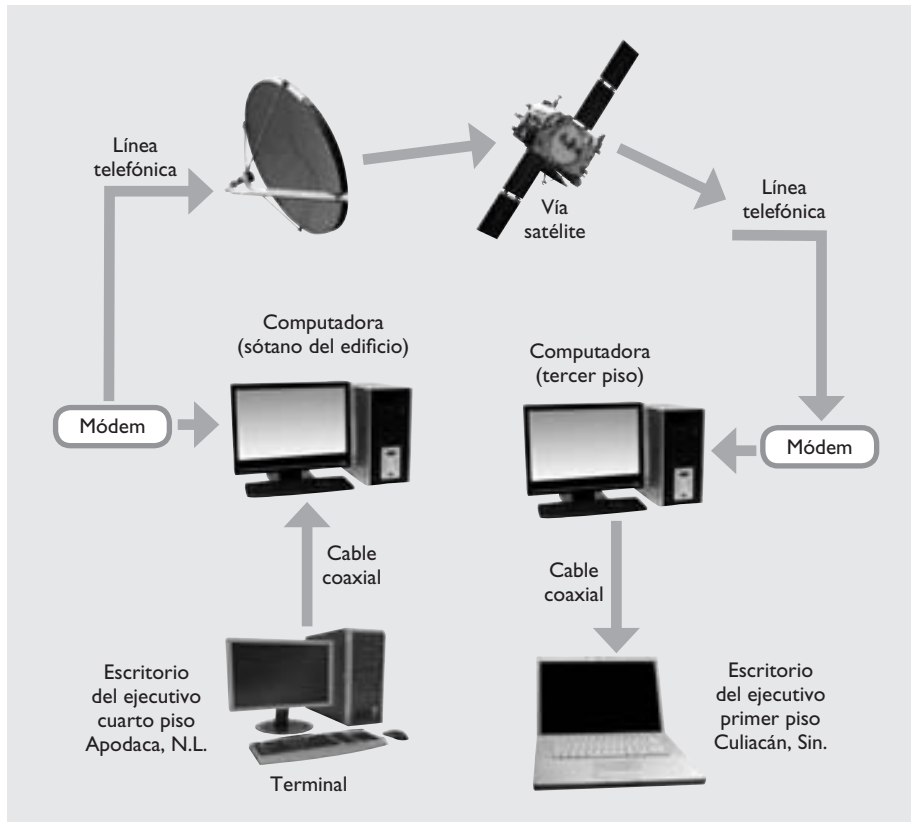 Línea
telefónica
Vía
satélite
Línea
telefónica
Computadora
(sótano del edificio)
Computadora
(tercer piso)
Módem
Módem
Cable
coaxial
Cable
coaxial
Escritorio
del ejecutivo
cuarto piso
Apodaca, N.L.
Terminal
Escritorio
del ejecutivo
primer piso
Culiacán, Sin.